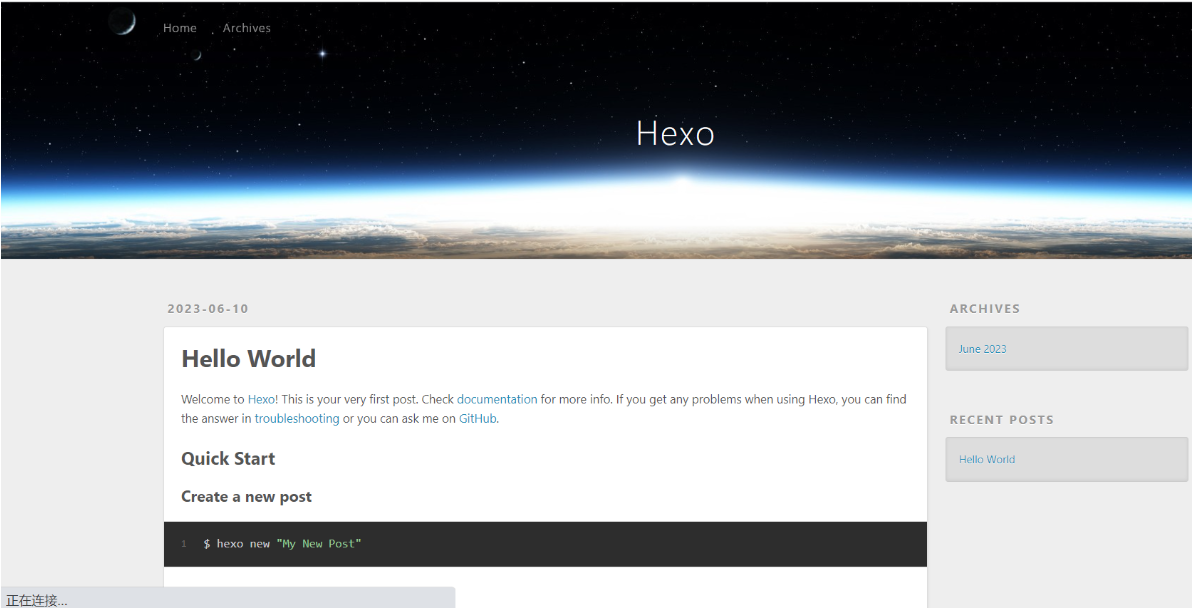 Home Archives
Hexo
2023-06-10
Hello World
Welcome to Hexo! This is your very first post. Check documentation for more info. If you get any problems when using Hexo, you can find
the answer in troubleshooting or you can ask me on GitHub.
Quick Start
Create a new post
1 $ hexo new "My New Post"
ARCHIVES
June 2023
RECENT POSTS
Hello World
正在连接...